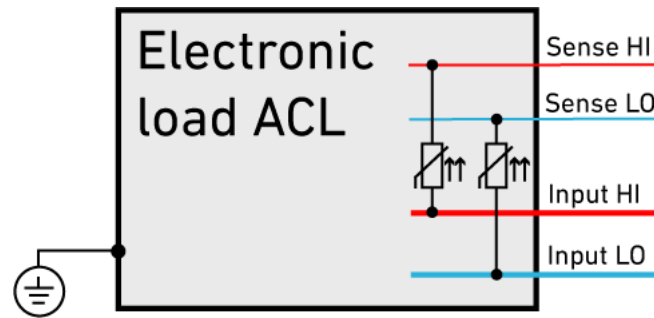 Electronic
load ACL
Sense HI
Sense LO
Input HI
Input LO